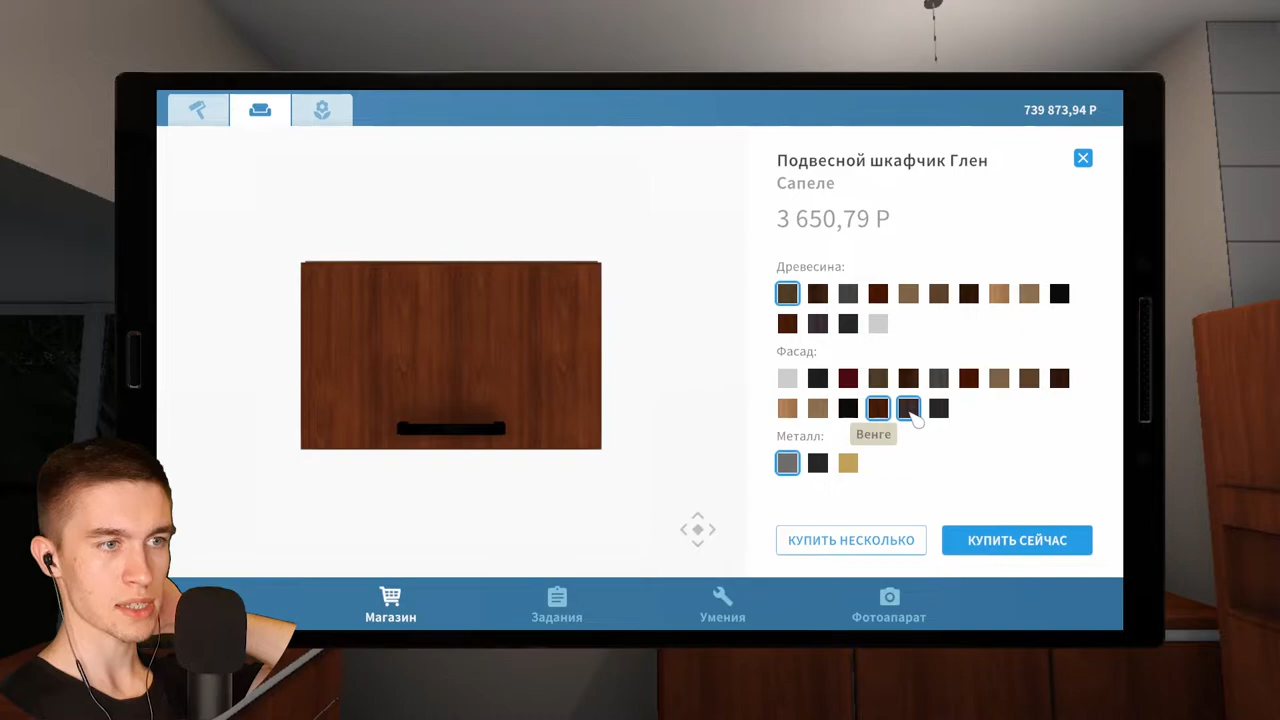 739 873,94 Р
Подвесной шкафчик Глен
Сапеле
3 650,79 Р
Древесина:
Фасад:
Венге
Металл:
КУПИТЬ НЕСКОЛЬКО
КУПИТЬ СЕЙЧАС
Магазин
Задания
Умения
Фотоаппарат